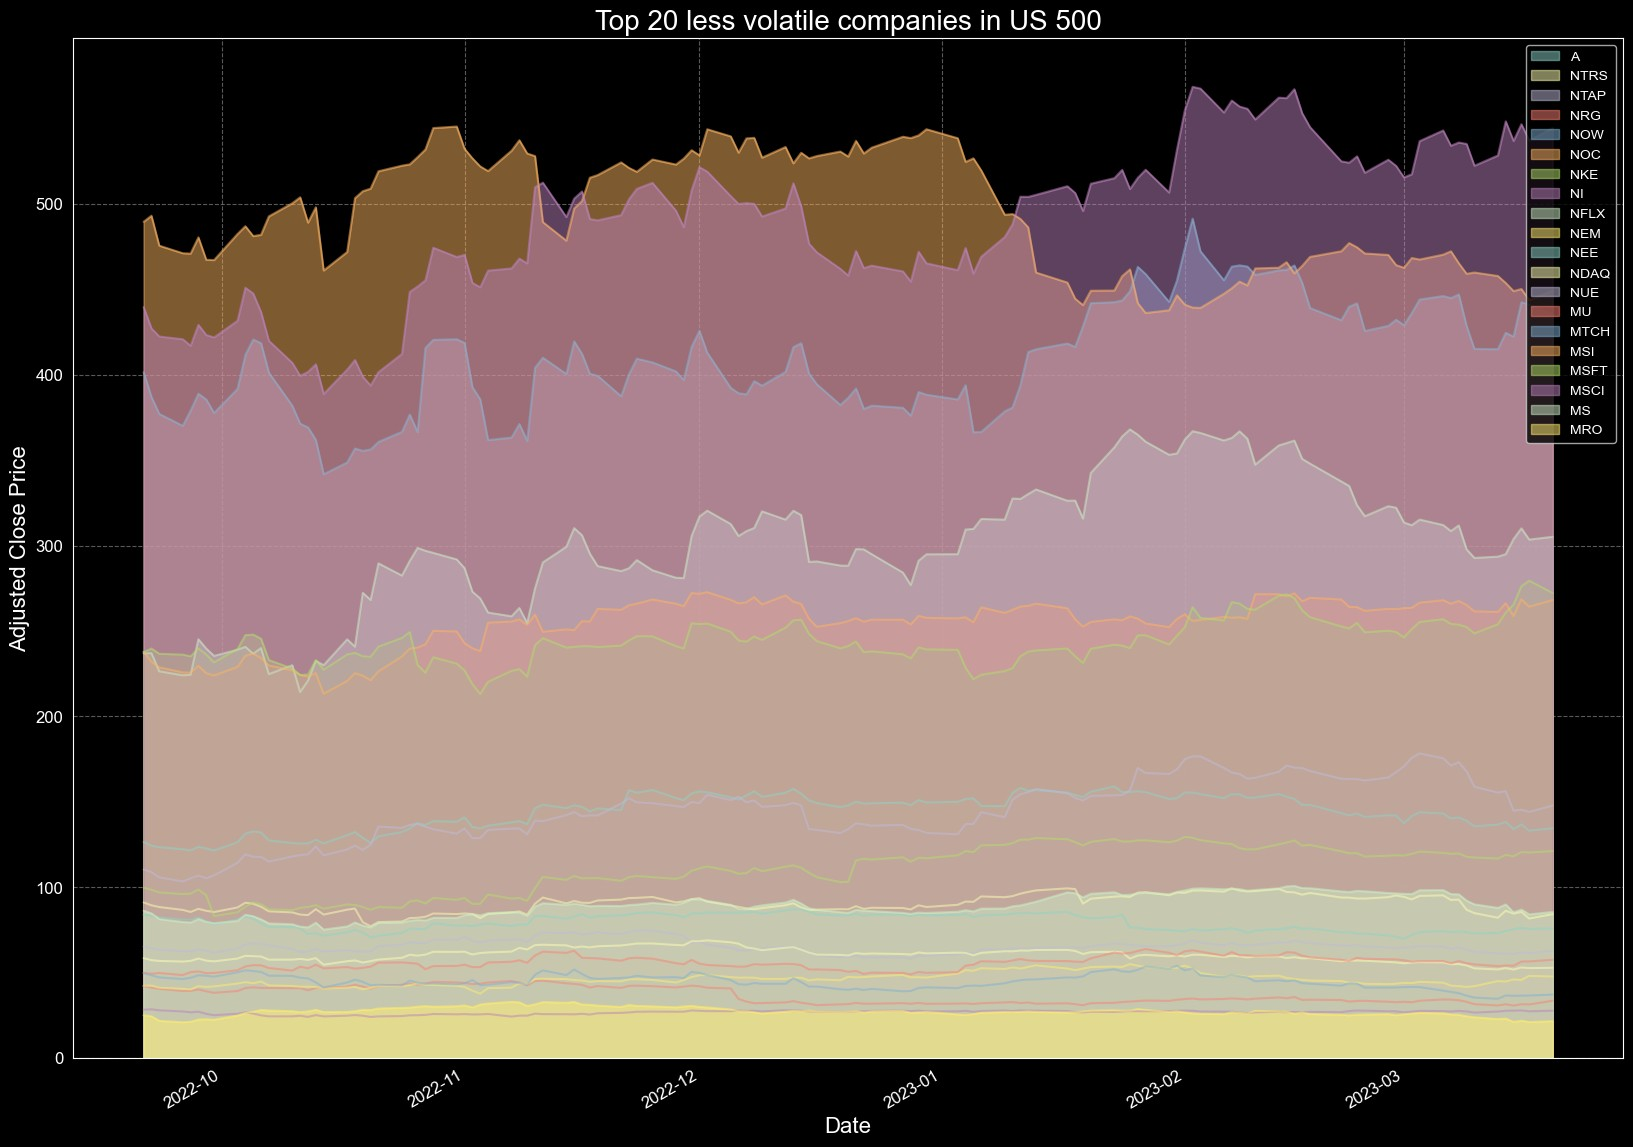 Top 20 less volatile companies in US 500
A
NTRS
NTAP
NRG
NOW
NOC
NKE
NI
NFLX
NEM
NEE
NDAQ
NUE
MU
MTCH
MSI
MSFT
MSCI
MS
MRO
Adjusted Close Price
500
400
300
200
100
0
2022-10
2022-11
2022-12
2023-01
2023-02
2023-03
Date